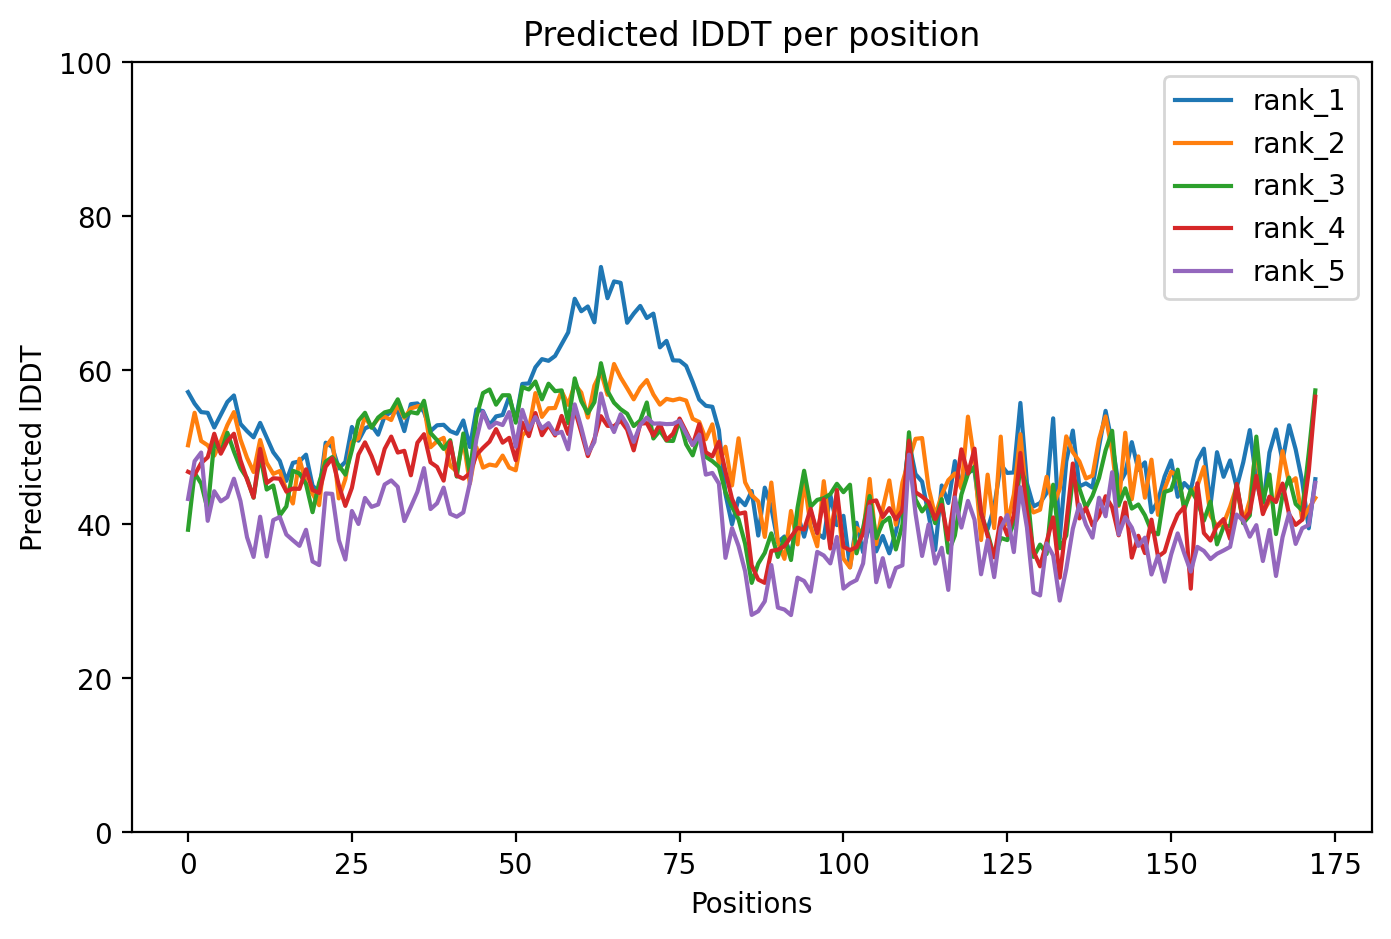 Predicted lDDT per position
100
80
60
40
20
0
Predicted lDDT
0 25 50 75 100 125 150 175
Positions
rank_1
rank_2
rank_3
rank_4
rank_5